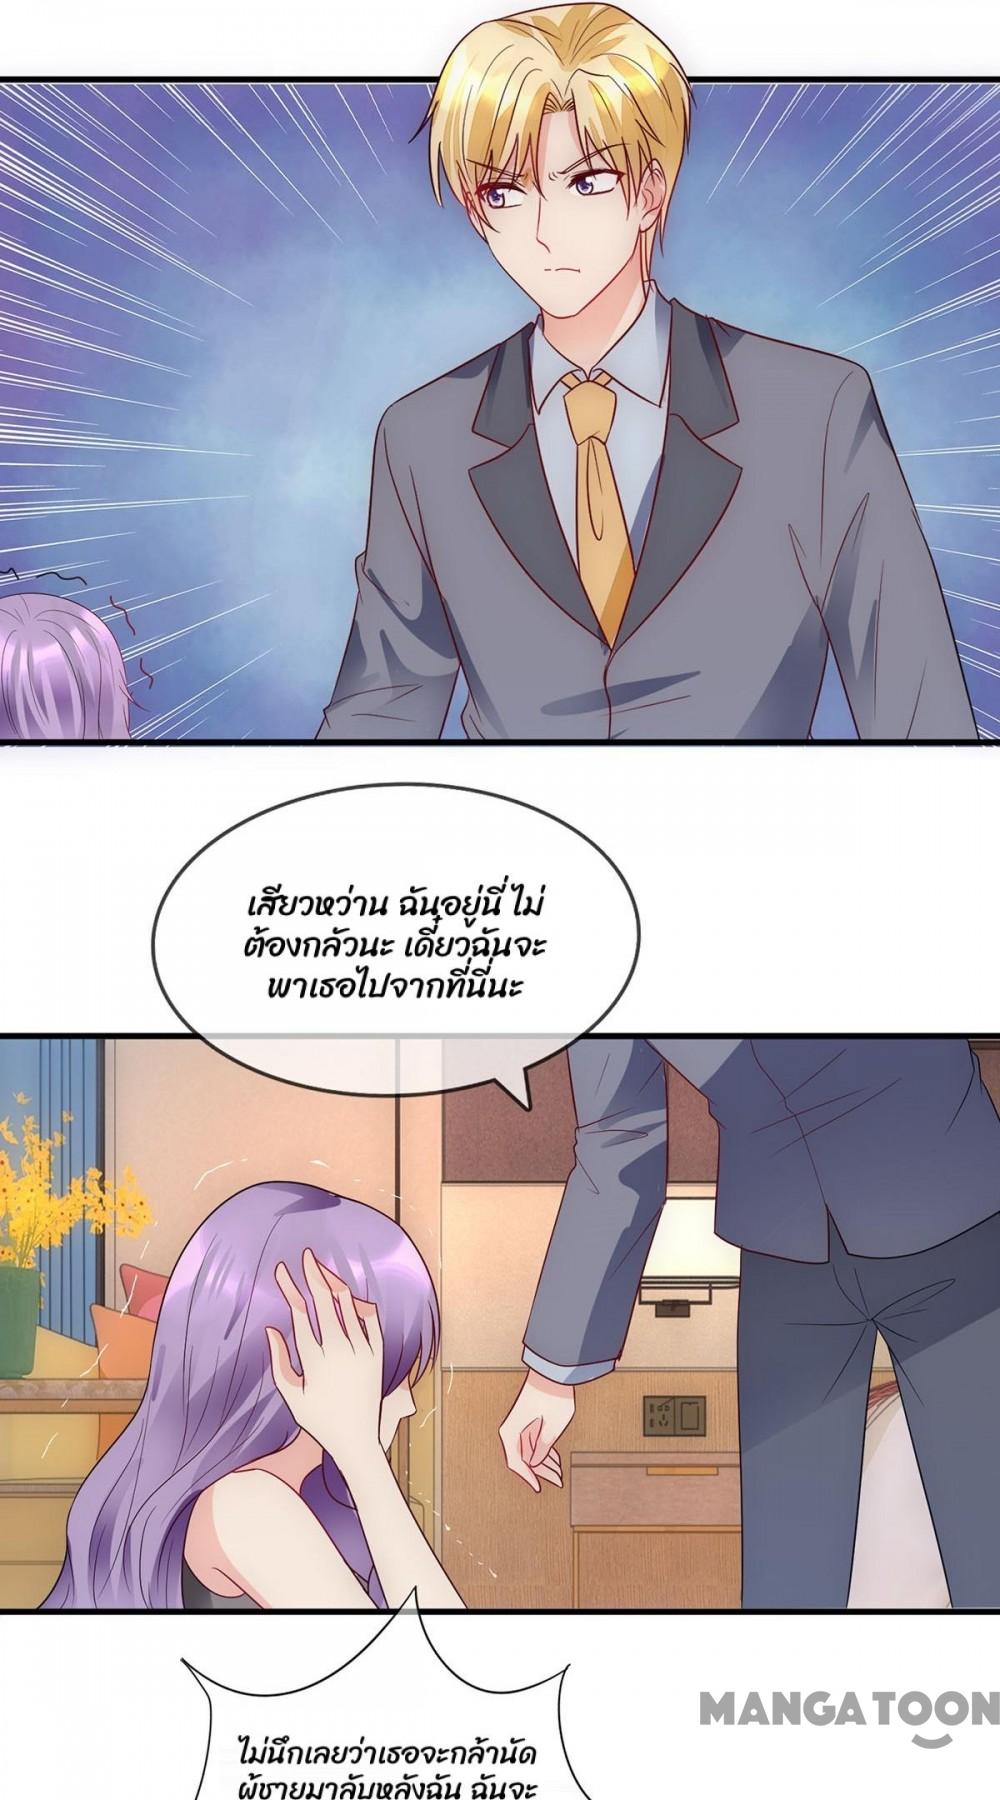 เสี่ยวหว่าน ฉันอยู่นี่ ไม่
ต้องกลัวนะ เดี๋ยวฉันจะ
พาเธอไปจากที่นี่นะ
MANGATOON
ไม่นึกเลยว่าเธอจะกล้านัด
ผู้ชายมาลับหลังฉัน ฉันจะ